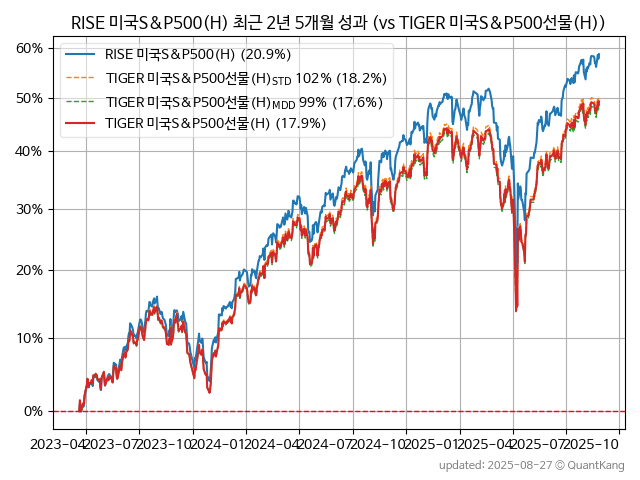 RISE 미국S&P500(H) 최근 2년 5개월 성과 (vs TIGER 미국S&P500선물(H))
RISE 미국S&P500(H) (20.9%)
TIGER 미국S&P500선물(H)STD 102% (18.2%)
TIGER 미국S&P500선물(H)MDD 99% (17.6%)
TIGER 미국S&P500선물(H) (17.9%)
60%
50%
40%
30%
20%
10%
0%
2023-04 2023-07 2023-10 2024-01 2024-04 2024-07 2024-10 2025-01 2025-04 2025-07 2025-10
updated: 2025-08-27 © QuantKang